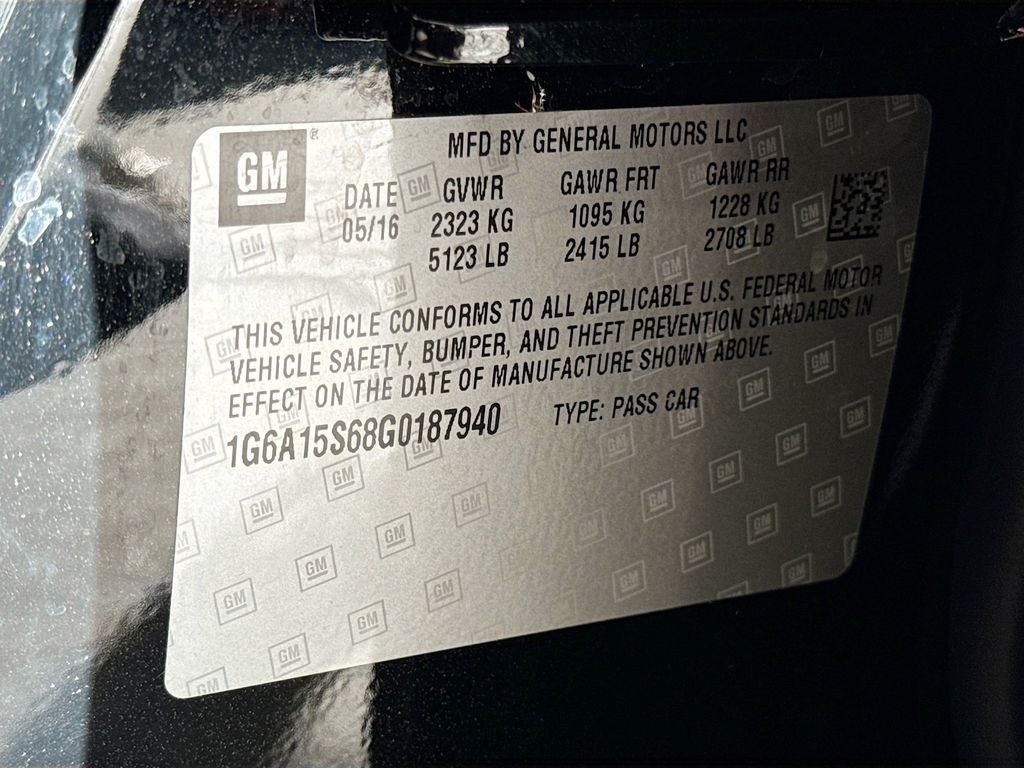 GM
MFD BY GENERAL MOTORS LLC
DATE GVWR GAWR FRT GAWR RR
05/16 2323 KG 1095 KG 1228 KG
5123 LB 2415 LB 2708 LB
THIS VEHICLE CONFORMS TO ALL APPLICABLE U.S. FEDERAL MOTOR
VEHICLE SAFETY, BUMPER, AND THEFT PREVENTION STANDARDS IN
EFFECT ON THE DATE OF MANUFACTURE SHOWN ABOVE.
1G6A15S68G0187940 TYPE: PASS CAR